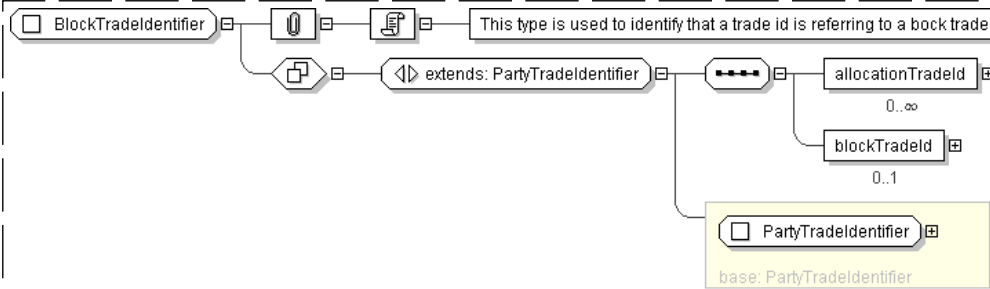 BlockTradeIdentifier
This type is used to identify that a trade id is referring to a bock trade
extends: PartyTradeIdentifier
allocationTradeId
0..∞
blockTradeId
0..1
PartyTradeIdentifier
base: PartyTradeIdentifier